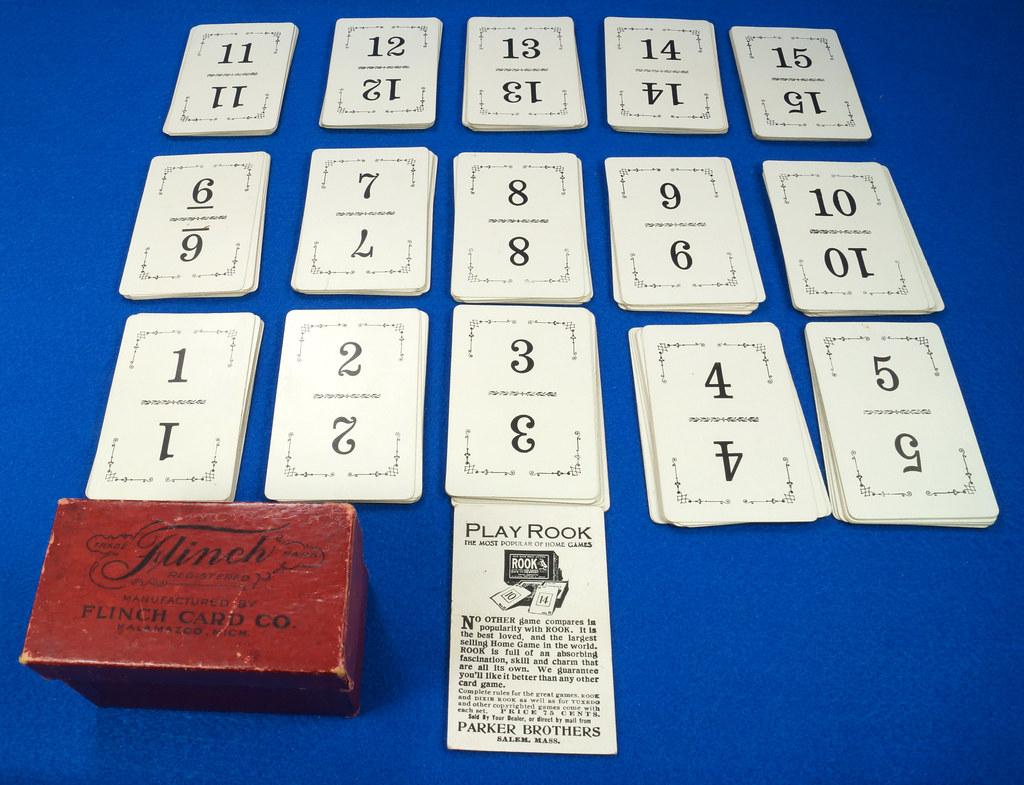 11
11
12
12
13
13
14
14
15
15
6
6
7
7
8
8
9
9
10
10
1
1
2
2
3
3
4
4
5
5
TRADE Flinch MARK
REGISTERED
MANUFACTURED BY
FLINCH CARD CO.
KALAMAZOO, MICH.
PLAY ROOK
THE MOST POPULAR OF HOME GAMES
ROOK
10
14
NO OTHER game compares in
popularity with ROOK. It is
the best loved, and the largest
selling Home Game in the world.
ROOK is full of an absorbing
fascination, skill and charm that
are all its own. We guarantee
you'll like it better than any other
card game.
Complete rules for the great games, ROOK
and DIXIE ROOK as well as for TUXEDO
and other copyrighted games come with
each set. PRICE 75 CENTS.
Sold By Your Dealer, or direct by mail from
PARKER BROTHERS
SALEM, MASS.